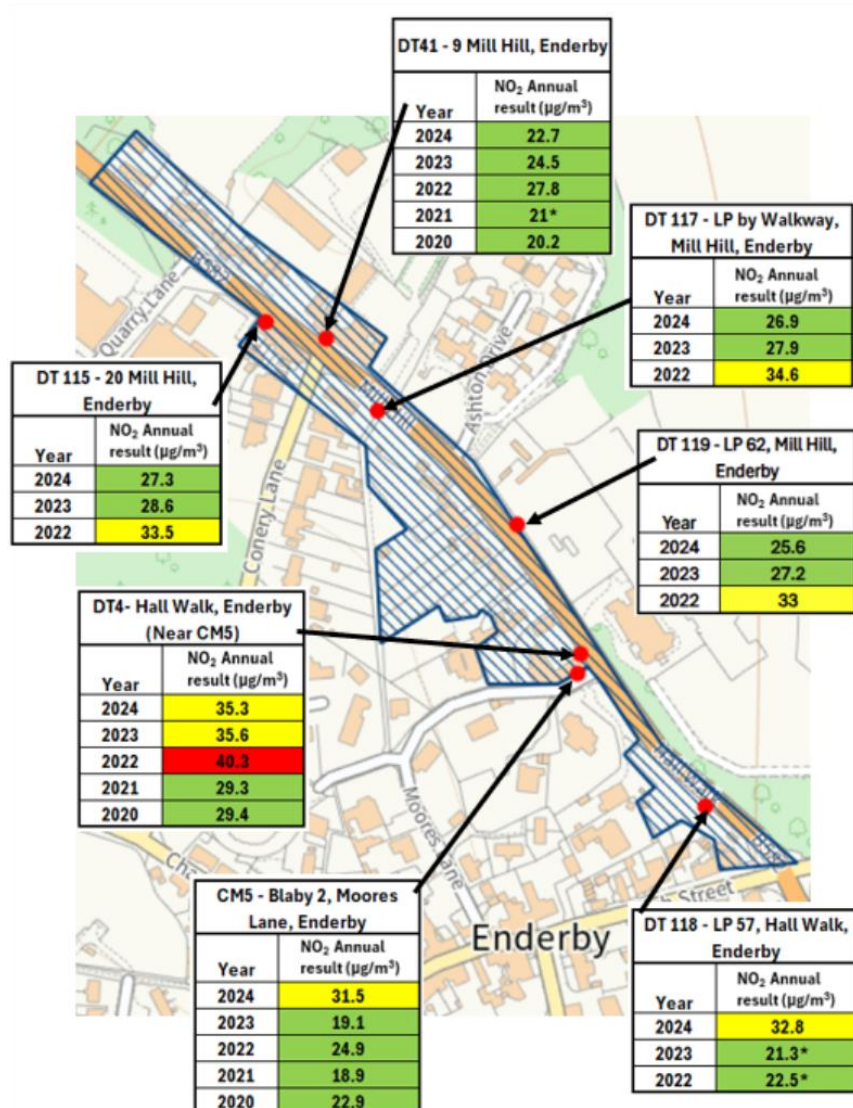 DT41 - 9 Mill Hill, Enderby
Year
NO₂ Annual
result (µg/m³)
2024 22.7
2023 24.5
2022 27.8
2021 21*
2020 20.2
DT 117 - LP by Walkway,
Mill Hill, Enderby
Year
NO₂ Annual
result (µg/m³)
2024 26.9
2023 27.9
2022 34.6
DT 115 - 20 Mill Hill,
Enderby
Year
NO₂ Annual
result (µg/m³)
2024 27.3
2023 28.6
2022 33.5
DT 119 - LP 62, Mill Hill,
Enderby
Year
NO₂ Annual
result (µg/m³)
2024 25.6
2023 27.2
2022 33
DT4- Hall Walk, Enderby
(Near CM5)
Year
NO₂ Annual
result (µg/m³)
2024 35.3
2023 35.6
2022 40.3
2021 29.3
2020 29.4
CM5 - Blaby 2, Moores
Lane, Enderby
Year
NO₂ Annual
result (µg/m³)
2024 31.5
2023 19.1
2022 24.9
2021 18.9
2020 22.9
DT 118 - LP 57, Hall Walk,
Enderby
Year
NO₂ Annual
result (µg/m³)
2024 32.8
2023 21.3*
2022 22.5*
Quarry Lane
Conery Lane
Mill Hill
Ashton Drive
Moores Lane
Hall Walk
Street
Enderby